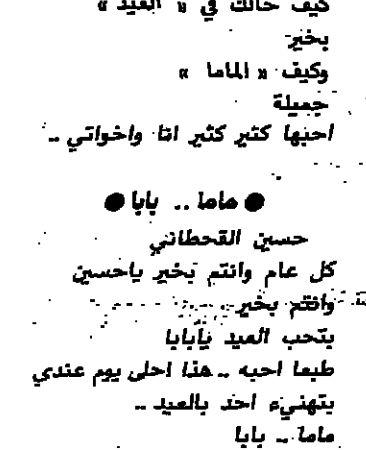 كيف حالك في « العيد »
بخير
وكيف « الماما »
جميلة
احبها كتير كثير انا واخواتي ..
● ماما .. بابا ●
حسين القحطاني
كل عام وانتم بخير ياحسين
وانتم بخير
بتحب العيد يابابا
طبعا احبه .. هذا احلى يوم عندي
بتهنيء احد بالعيد ..
ماما .. بابا